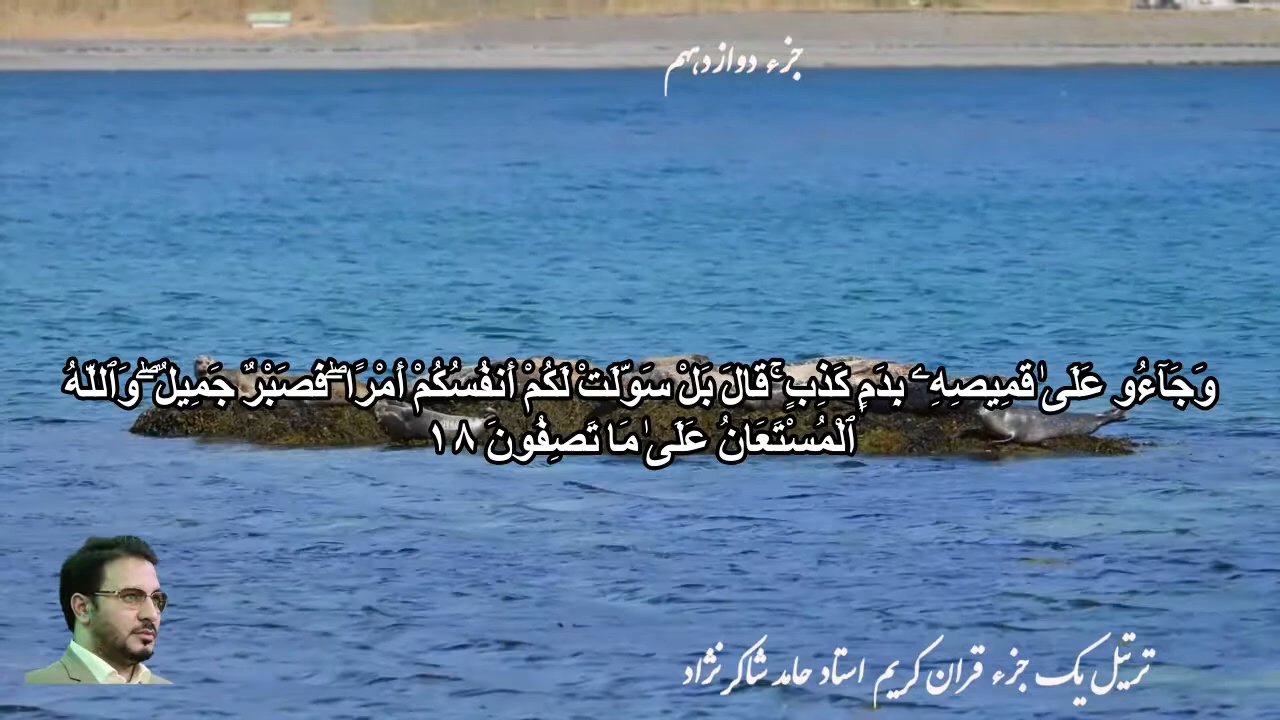 جزء دوازدهم
وَجَآءُو عَلَىٰ قَمِيصِهِۦ بِدَمٍ كَذِبٍ ۚ قَالَ بَلْ سَوَّلَتْ لَكُمْ أَنفُسُكُمْ أَمْرًا ۖ فَصَبْرٌ جَمِيلٌ ۖ وَٱللَّهُ
ٱلْمُسْتَعَانُ عَلَىٰ مَا تَصِفُونَ ١٨
ترتیل یک جزء قران کریم استاد حامد شاکرنژاد